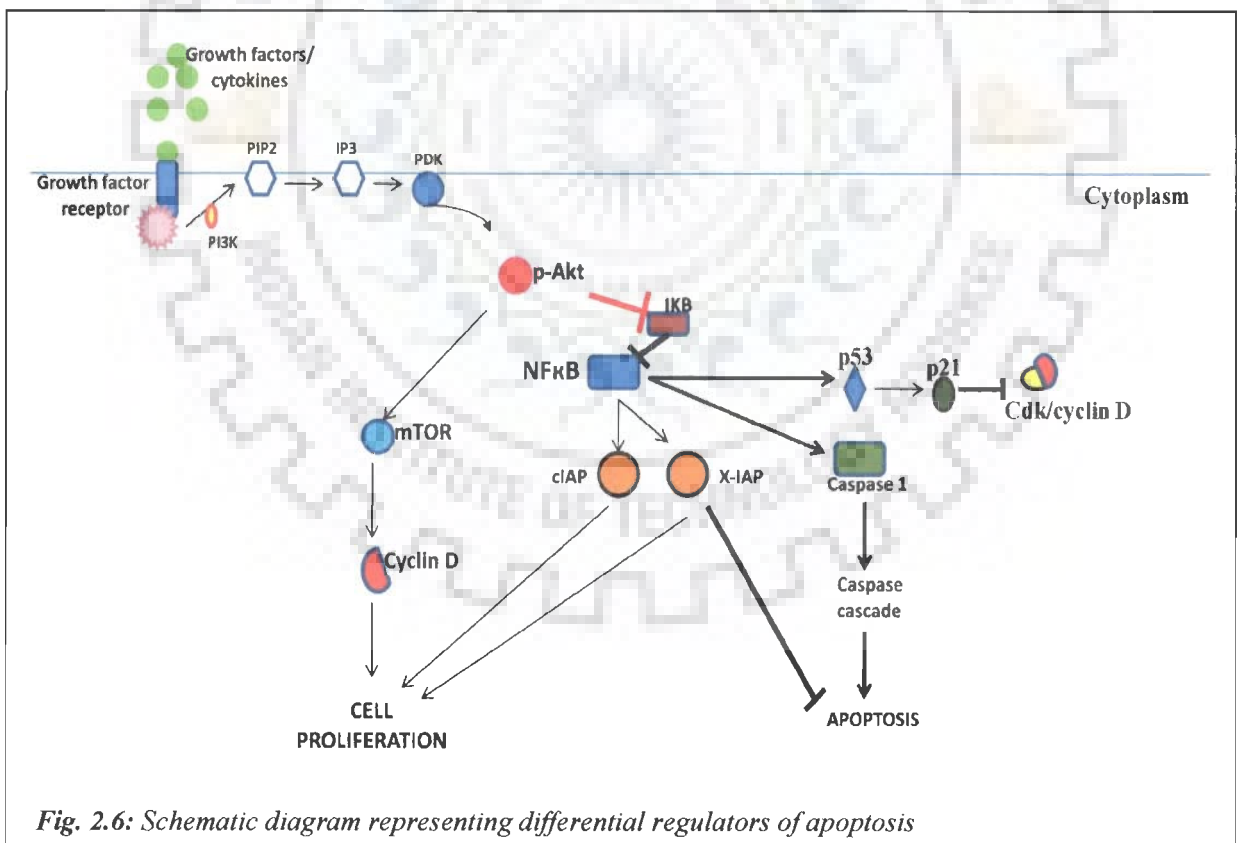 Growth factors/
cytokines
PIP2
IP3
PDK
Growth factor
receptor
PI3K
Cytoplasm
p-Akt
IKB
NFκB
p53
p21
Cdk/cyclin D
mTOR
cIAP
X-IAP
Caspase 1
Cyclin D
Caspase
cascade
CELL
PROLIFERATION
APOPTOSIS
Fig. 2.6: Schematic diagram representing differential regulators of apoptosis